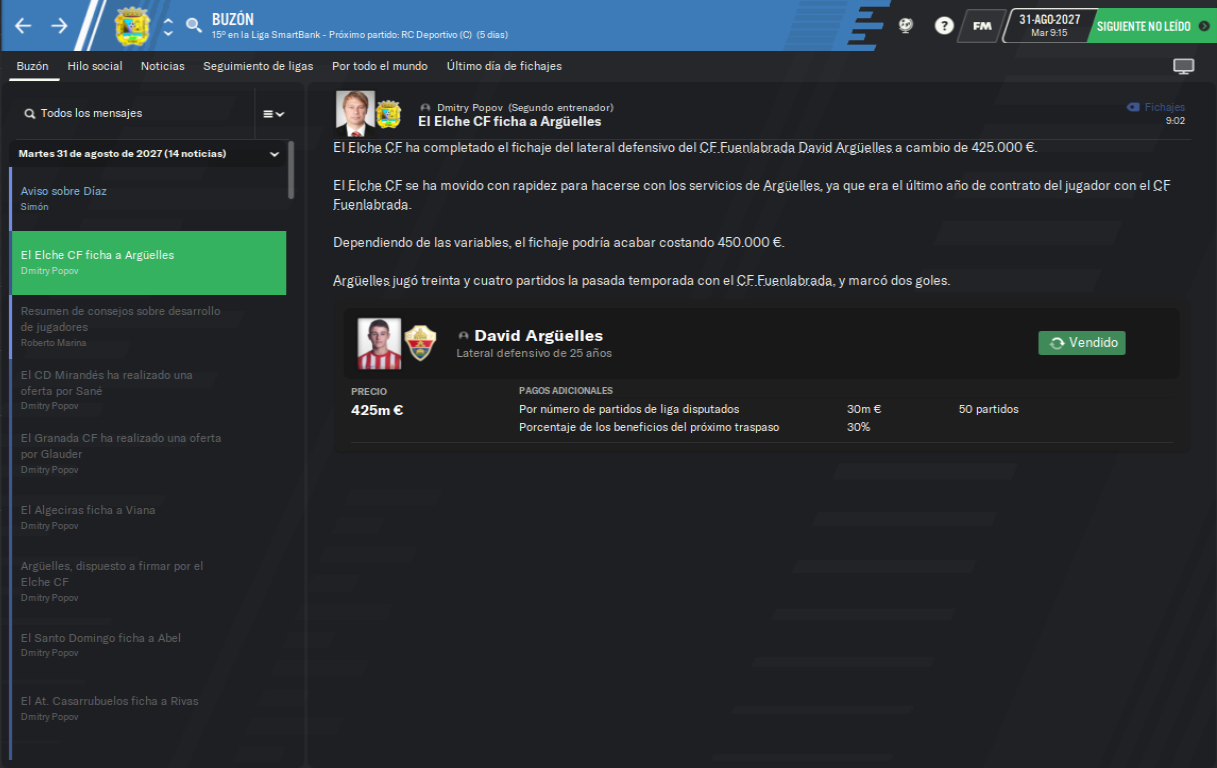 BUZÓN
15º en la Liga SmartBank - Próximo partido: RC Deportivo (C) (5 días)
?
FM
31-AGO-2027
Mar 9:15
SIGUIENTE NO LEÍDO
Buzón Hilo social Noticias Seguimiento de ligas Por todo el mundo Último día de fichajes
Todos los mensajes
Martes 31 de agosto de 2027 (14 noticias)
Aviso sobre Díaz
Simón
El Elche CF ficha a Argüelles
Dmitry Popov
Resumen de consejos sobre desarrollo
de jugadores
Roberto Marina
El CD Mirandés ha realizado una
oferta por Sané
Dmitry Popov
El Granada CF ha realizado una oferta
por Glauder
Dmitry Popov
El Algeciras ficha a Viana
Dmitry Popov
Argüelles, dispuesto a firmar por el
Elche CF
Dmitry Popov
El Santo Domingo ficha a Abel
Dmitry Popov
El At. Casarrubuelos ficha a Rivas
Dmitry Popov
Dmitry Popov (Segundo entrenador)
El Elche CF ficha a Argüelles
Fichajes
9:02
El Elche CF ha completado el fichaje del lateral defensivo del CF Fuenlabrada David Argüelles a cambio de 425.000 €.
El Elche CF se ha movido con rapidez para hacerse con los servicios de Argüelles, ya que era el último año de contrato del jugador con el CF
Fuenlabrada.
Dependiendo de las variables, el fichaje podría acabar costando 450.000 €.
Argüelles jugó treinta y cuatro partidos la pasada temporada con el CF Fuenlabrada, y marcó dos goles.
David Argüelles
Lateral defensivo de 25 años
Vendido
PRECIO
425m €
PAGOS ADICIONALES
Por número de partidos de liga disputados 30m € 50 partidos
Porcentaje de los beneficios del próximo traspaso 30%